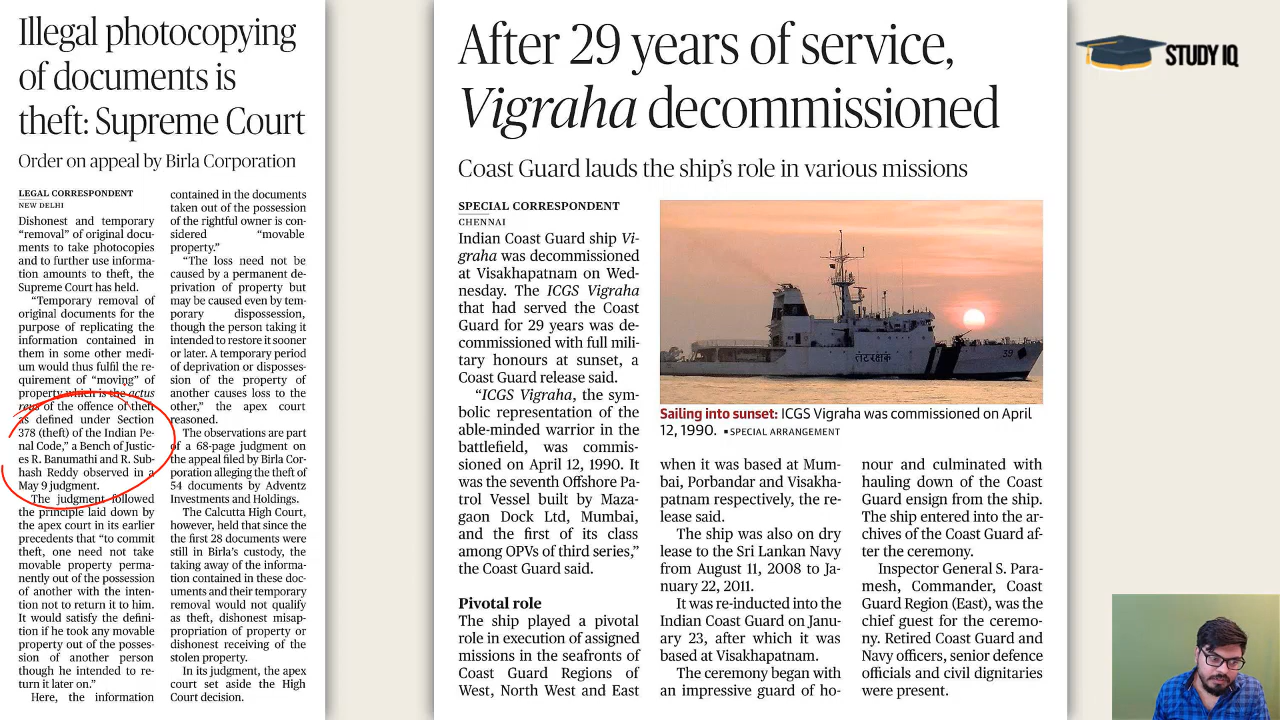 Illegal photocopying
of documents is
theft: Supreme Court
Order on appeal by Birla Corporation
LEGAL CORRESPONDENT
NEW DELHI
Dishonest and temporary
“removal” of original docu-
ments to take photocopies
and to further use informa-
tion amounts to theft, the
Supreme Court has held.
“Temporary removal of
original documents for the
purpose of replicating the
information contained in
them in some other medi-
um would thus fulfil the re-
quirement of “moving” of
property which is the actus
reus of the offence of theft
as defined under Section
378 (theft) of the Indian Pe-
nal Code,” a Bench of Justic-
es R. Banumathi and R. Sub-
hash Reddy observed in a
May 9 judgment.
The judgment followed
the principle laid down by
the apex court in its earlier
precedents that “to commit
theft, one need not take
movable property perma-
nently out of the possession
of another with the inten-
tion not to return it to him.
It would satisfy the defini-
tion if he took any movable
property out of the posses-
sion of another person
though he intended to re-
turn it later on.”
Here, the information
contained in the documents
taken out of the possession
of the rightful owner is con-
sidered “movable
property.”
“The loss need not be
caused by a permanent de-
privation of property but
may be caused even by tem-
porary dispossession,
though the person taking it
intended to restore it sooner
or later. A temporary period
of deprivation or disposses-
sion of the property of
another causes loss to the
other,” the apex court
reasoned.
The observations are part
of a 68-page judgment on
the appeal filed by Birla Cor-
poration alleging the theft of
54 documents by Adventz
Investments and Holdings.
The Calcutta High Court,
however, held that since the
the first 28 documents were
still in Birla’s custody, the
taking away of the informa-
tion contained in these doc-
uments and their temporary
removal would not qualify
as theft, dishonest misap-
propriation of property or
dishonest receiving of the
stolen property.
In its judgment, the apex
court set aside the High
Court decision.
After 29 years of service,
Vigraha decommissioned
Coast Guard lauds the ship’s role in various missions
SPECIAL CORRESPONDENT
CHENNAI
Indian Coast Guard ship Vi-
graha was decommissioned
at Visakhapatnam on Wed-
nesday. The ICGS Vigraha
that had served the Coast
Guard for 29 years was de-
commissioned with full mili-
tary honours at sunset, a
Coast Guard release said.
“ICGS Vigraha, the sym-
bolic representation of the
able-minded warrior in the
battlefield, was commis-
sioned on April 12, 1990. It
was the seventh Offshore Pa-
trol Vessel built by Maza-
gaon Dock Ltd, Mumbai,
and the first of its class
among OPVs of third series,”
the Coast Guard said.
Pivotal role
The ship played a pivotal
role in execution of assigned
missions in the seafronts of
Coast Guard Regions of
West, North West and East
तटरक्षक
39
Sailing into sunset: ICGS Vigraha was commissioned on April
12, 1990. ▪ SPECIAL ARRANGEMENT
when it was based at Mum-
bai, Porbandar and Visakha-
patnam respectively, the re-
lease said.
The ship was also on dry
lease to the Sri Lankan Navy
from August 11, 2008 to Ja-
nuary 22, 2011.
It was re-inducted into the
Indian Coast Guard on Janu-
ary 23, after which it was
based at Visakhapatnam.
The ceremony began with
an impressive guard of ho-
nour and culminated with
hauling down of the Coast
Guard ensign from the ship.
The ship entered into the ar-
chives of the Coast Guard af-
ter the ceremony.
Inspector General S. Para-
mesh, Commander, Coast
Guard Region (East), was the
chief guest for the ceremo-
ny. Retired Coast Guard and
Navy officers, senior defence
officials and civil dignitaries
were present.
STUDY IQ